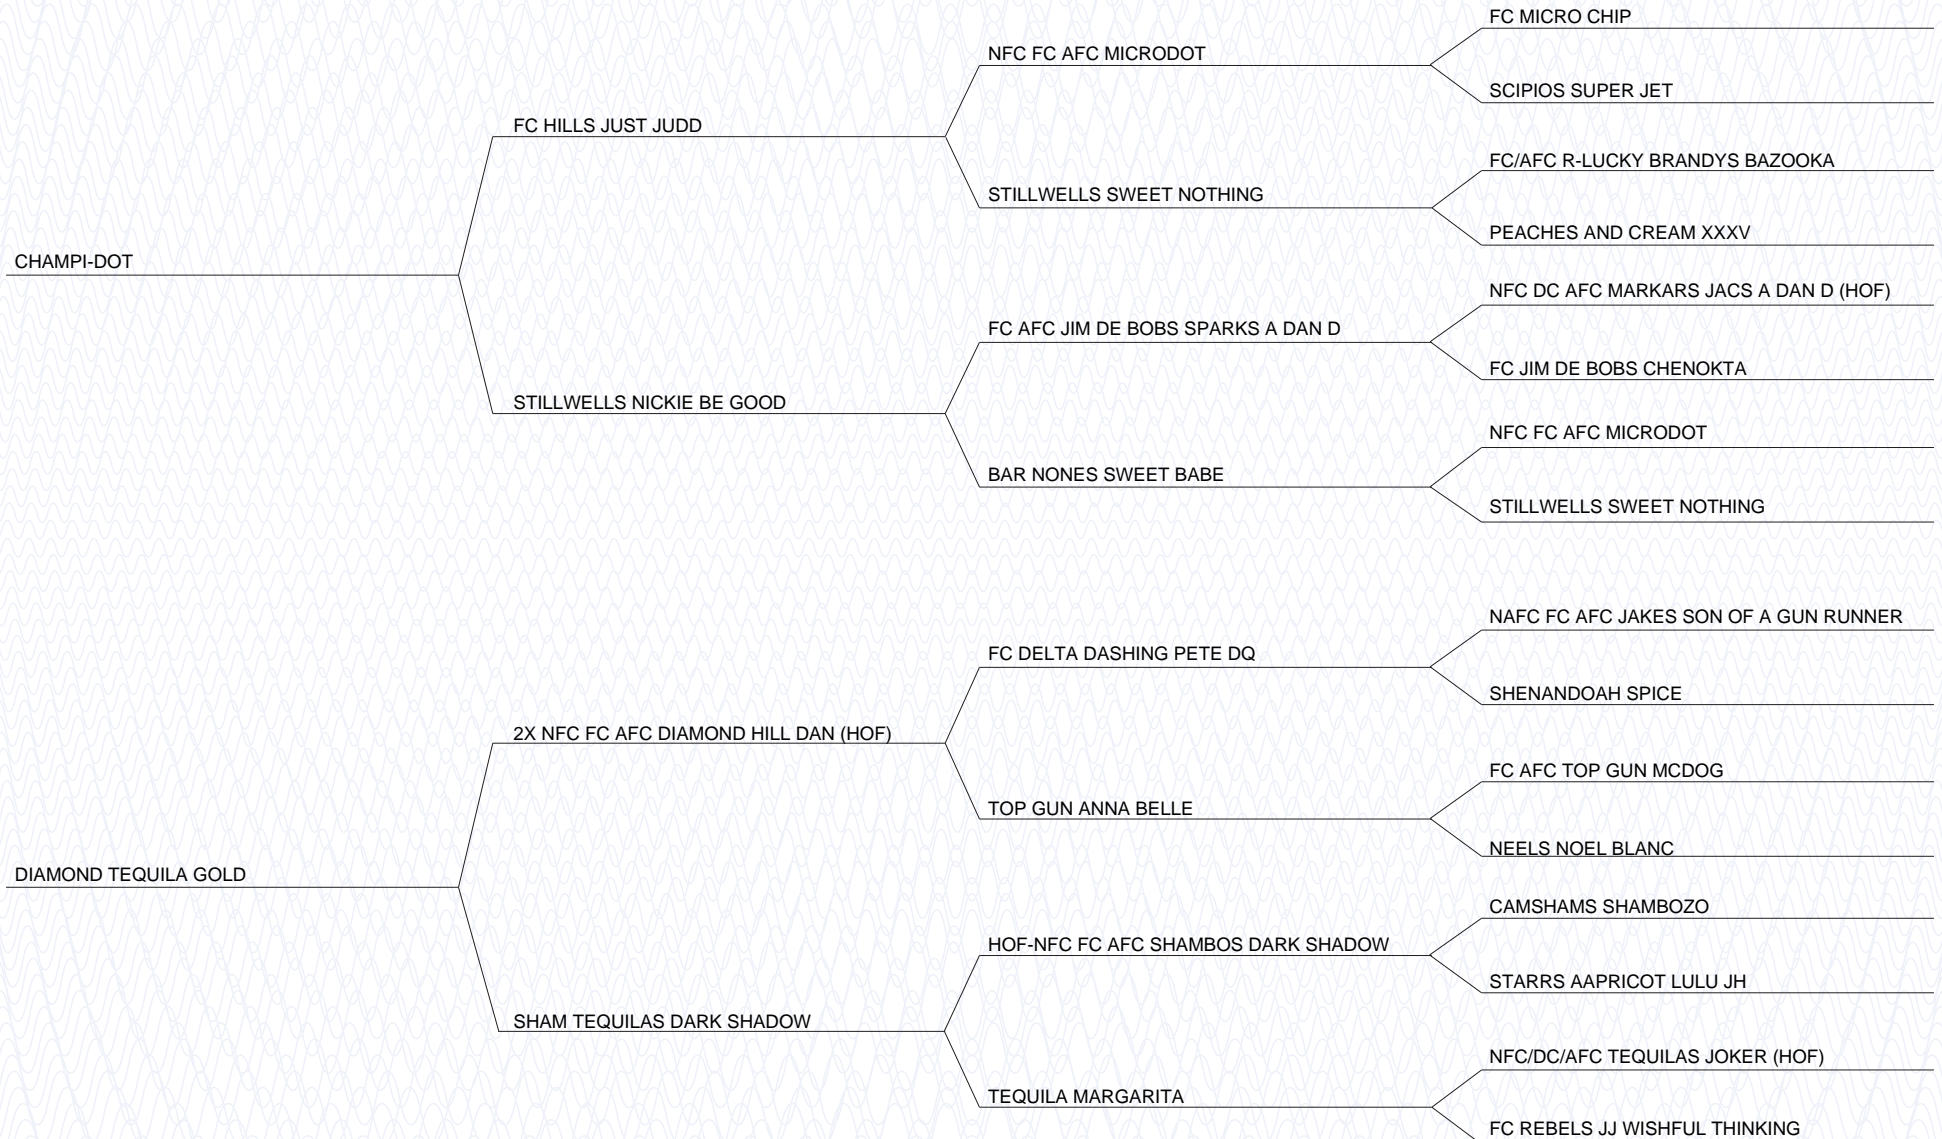 FC MICRO CHIP
NFC FC AFC MICRODOT
SCIPIOS SUPER JET
FC HILLS JUST JUDD
FC/AFC R-LUCKY BRANDYS BAZOOKA
STILLWELLS SWEET NOTHING
PEACHES AND CREAM XXXV
CHAMPI-DOT
NFC DC AFC MARKARS JACS A DAN D (HOF)
FC AFC JIM DE BOBS SPARKS A DAN D
FC JIM DE BOBS CHENOKTA
STILLWELLS NICKIE BE GOOD
NFC FC AFC MICRODOT
BAR NONES SWEET BABE
STILLWELLS SWEET NOTHING
NAFC FC AFC JAKES SON OF A GUN RUNNER
FC DELTA DASHING PETE DQ
SHENANDOAH SPICE
2X NFC FC AFC DIAMOND HILL DAN (HOF)
FC AFC TOP GUN MCDOG
TOP GUN ANNA BELLE
NEELS NOEL BLANC
DIAMOND TEQUILA GOLD
CAMSHAMS SHAMBOZO
HOF-NFC FC AFC SHAMBOS DARK SHADOW
STARRS AAPRICOT LULU JH
SHAM TEQUILAS DARK SHADOW
NFC/DC/AFC TEQUILAS JOKER (HOF)
TEQUILA MARGARITA
FC REBELS JJ WISHFUL THINKING